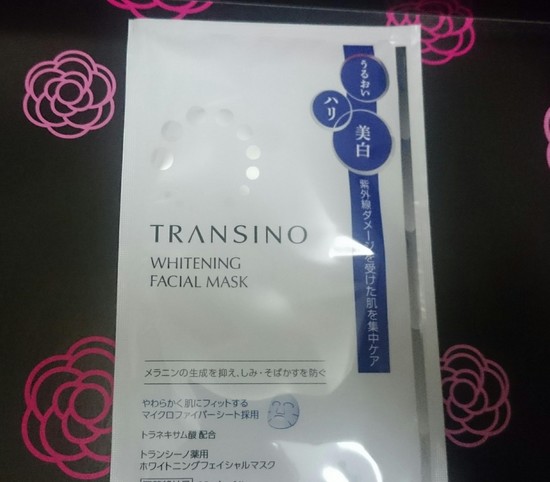 うるおい
ハリ
美白
紫外線ダメージを受けた肌を集中ケア
TRANSINO
WHITENING
FACIAL MASK
メラニンの生成を抑え、しみ・そばかすを防ぐ
やわらかく肌にフィットする
マイクロファイバーシート採用
トラネキサム酸 配合
トランシーノ薬用
ホワイトニングフェイシャルマスク